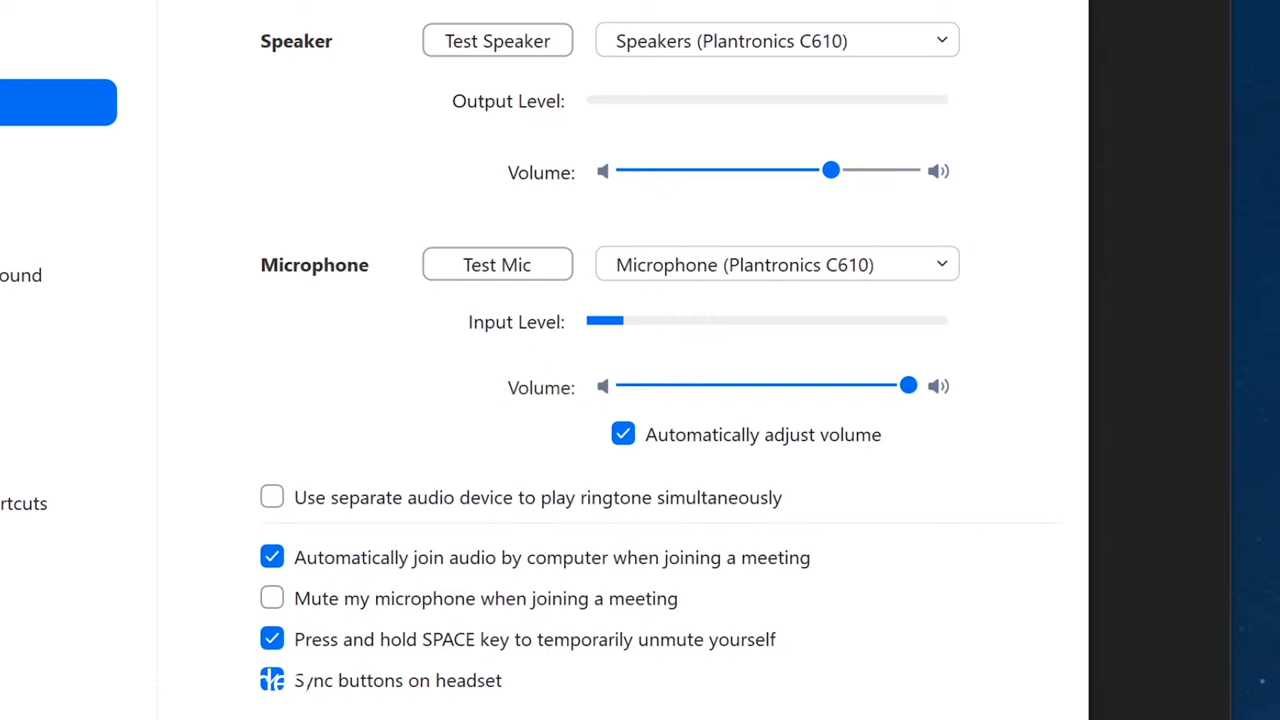 Speaker
Test Speaker
Speakers (Plantronics C610)
Output Level:
Volume:
Microphone
Test Mic
Microphone (Plantronics C610)
ound
Input Level:
Volume:
Automatically adjust volume
Use separate audio device to play ringtone simultaneously
rtcuts
Automatically join audio by computer when joining a meeting
Mute my microphone when joining a meeting
Press and hold SPACE key to temporarily unmute yourself
Sync buttons on headset